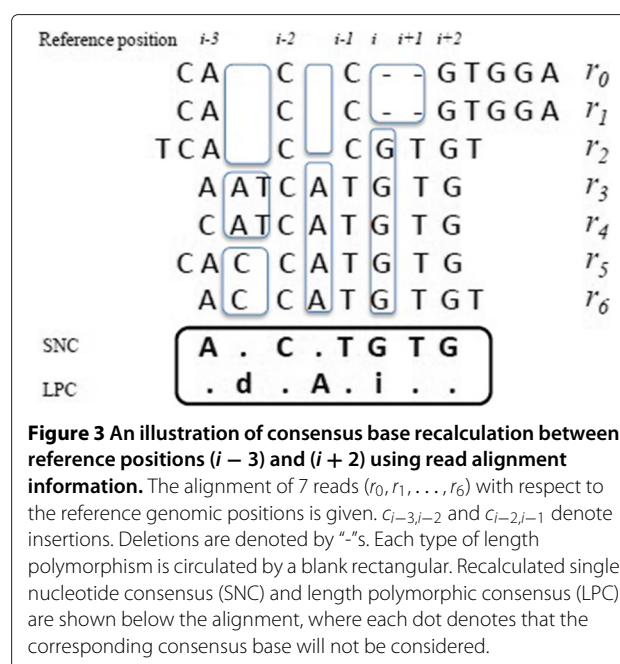 Reference position i-3 i-2 i-1 i i+1 i+2
C A C C - - G T G G A r0
C A C C - - G T G G A r1
T C A C C G T G T r2
A A T C A T G T G r3
C A T C A T G T G r4
C A C C A T G T G r5
A C C A T G T G T r6
SNC A . C . T G T G
LPC . d . A . i . .
Figure 3 An illustration of consensus base recalculation between
reference positions (i − 3) and (i + 2) using read alignment
information. The alignment of 7 reads (r0, r1, . . . , r6) with respect to
the reference genomic positions is given. ci−3,i−2 and ci−2,i−1 denote
insertions. Deletions are denoted by "-"s. Each type of length
polymorphism is circulated by a blank rectangular. Recalculated single
nucleotide consensus (SNC) and length polymorphic consensus (LPC)
are shown below the alignment, where each dot denotes that the
corresponding consensus base will not be considered.